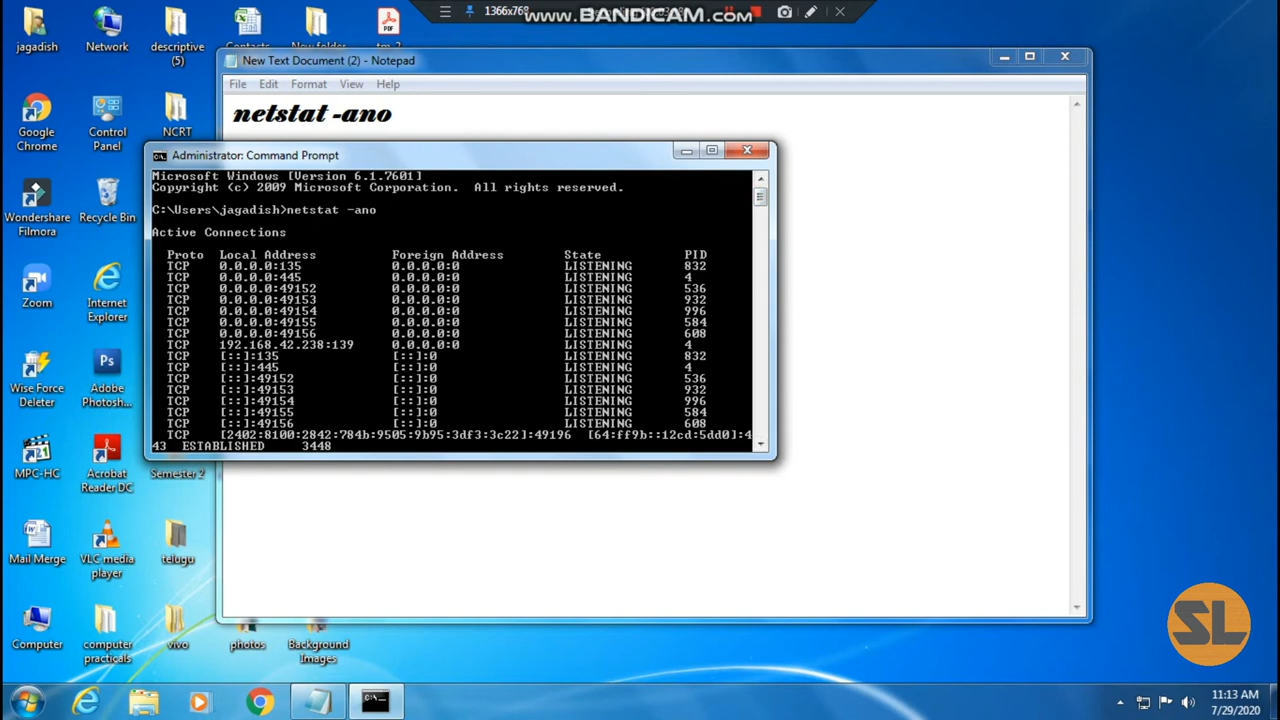 1366x768
www.BANDICAM.com
jagadish
Network
descriptive
(5)
Contacts
New folder
tm-2
New Text Document (2) - Notepad
File Edit Format View Help
netstat -ano
Google
Chrome
Control
Panel
NCRT
Administrator: Command Prompt
Microsoft Windows [Version 6.1.7601]
Copyright (c) 2009 Microsoft Corporation. All rights reserved.
C:\Users\jagadish>netstat -ano
Active Connections
Proto Local Address Foreign Address State PID
TCP 0.0.0.0:135 0.0.0.0:0 LISTENING 832
TCP 0.0.0.0:445 0.0.0.0:0 LISTENING 4
TCP 0.0.0.0:49152 0.0.0.0:0 LISTENING 536
TCP 0.0.0.0:49153 0.0.0.0:0 LISTENING 932
TCP 0.0.0.0:49154 0.0.0.0:0 LISTENING 996
TCP 0.0.0.0:49155 0.0.0.0:0 LISTENING 584
TCP 0.0.0.0:49156 0.0.0.0:0 LISTENING 608
TCP 192.168.42.238:139 0.0.0.0:0 LISTENING 4
TCP [::]:135 [::]:0 LISTENING 832
TCP [::]:445 [::]:0 LISTENING 4
TCP [::]:49152 [::]:0 LISTENING 536
TCP [::]:49153 [::]:0 LISTENING 932
TCP [::]:49154 [::]:0 LISTENING 996
TCP [::]:49155 [::]:0 LISTENING 584
TCP [::]:49156 [::]:0 LISTENING 608
TCP [2402:8100:2842:784b:9505:9b95:3df3:3c22]:49196 [64:ff9b::12cd:5dd0]:4
43 ESTABLISHED 3448
Wondershare
Filmora
Recycle Bin
Zoom
Internet
Explorer
Wise Force
Deleter
Ps
Adobe
Photosh...
MPC-HC
Acrobat
Reader DC
Semester 2
Mail Merge
VLC media
player
telugu
Computer
computer
practicals
vivo
photos
Background
Images
SL
11:13 AM
7/29/2020